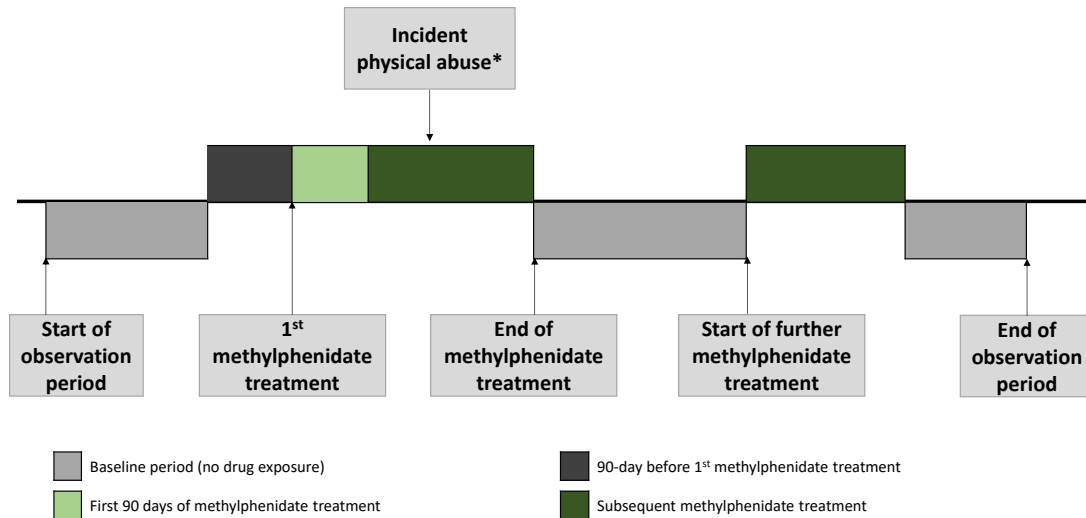 Incident
physical abuse*
Start of
observation
period
1st
methylphenidate
treatment
End of
methylphenidate
treatment
Start of further
methylphenidate
treatment
End of
observation
period
Baseline period (no drug exposure)
90-day before 1st methylphenidate treatment
First 90 days of methylphenidate treatment
Subsequent methylphenidate treatment